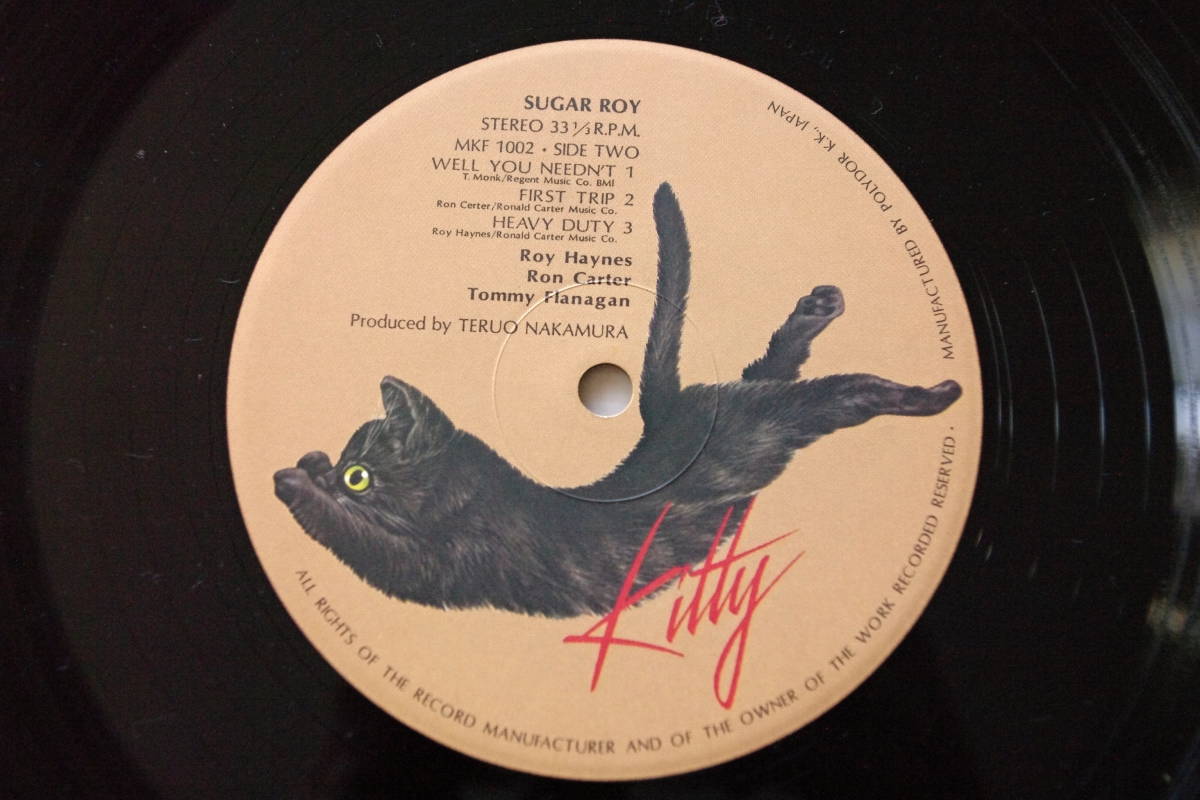 SUGAR ROY
STEREO 33 1/3 R.P.M.
MKF 1002 • SIDE TWO
WELL YOU NEEDN'T 1
T. Monk/Regent Music Co. BMI
FIRST TRIP 2
Ron Certer/Ronald Carter Music Co.
HEAVY DUTY 3
Roy Haynes/Ronald Carter Music Co.
Roy Haynes
Ron Carter
Tommy Flanagan
Produced by TERUO NAKAMURA
Kitty
ALL RIGHTS OF THE RECORD MANUFACTURER AND OF THE OWNER OF THE WORK RECORDED RESERVED •
MANUFACTURED BY POLYDOR K.K., JAPAN